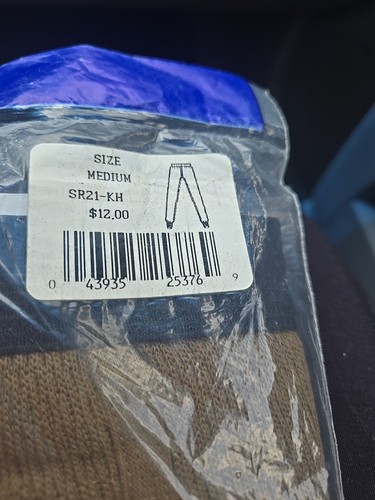 SIZE
MEDIUM
SR21-KH
$12.00
0 43935 25376 9